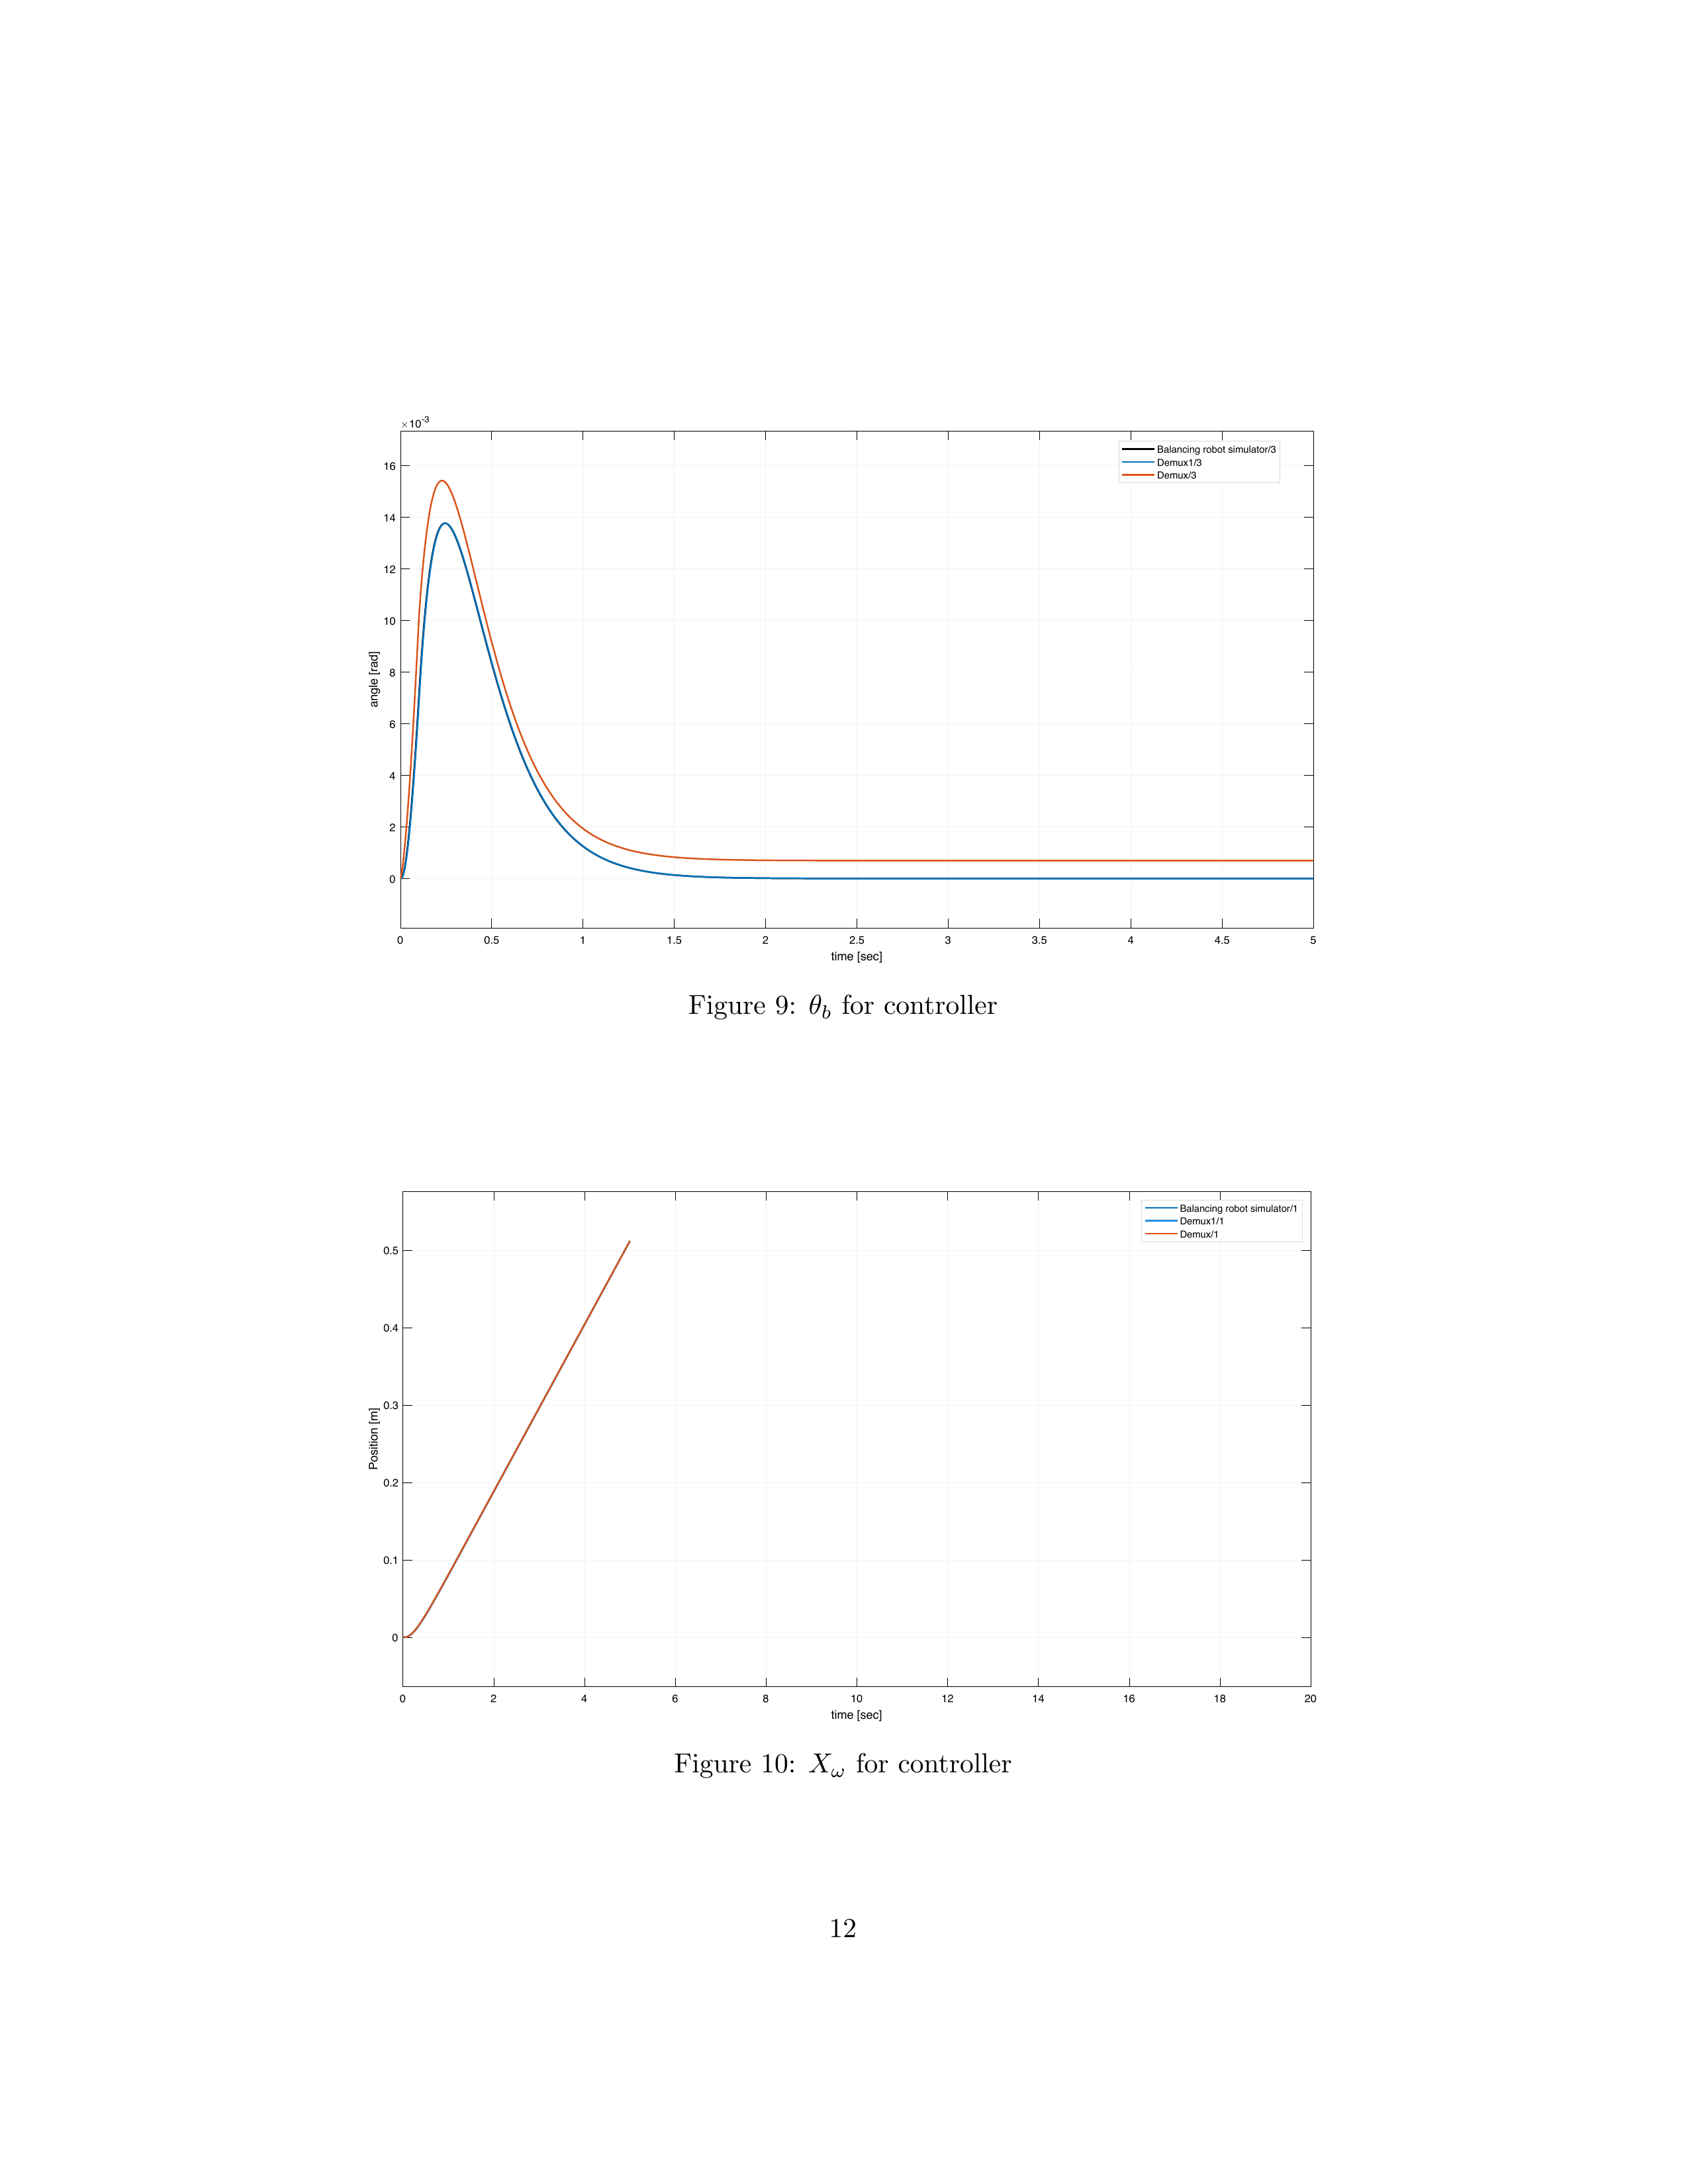 ×10-3
Balancing robot simulator/3
Demux1/3
Demux/3
16
14
12
10
8
6
4
2
0
angle [rad]
0 0.5 1 1.5 2 2.5 3 3.5 4 4.5 5
time [sec]
Figure 9: θb for controller
Balancing robot simulator/1
Demux1/1
Demux/1
0.5
0.4
0.3
0.2
0.1
0
Position [m]
0 2 4 6 8 10 12 14 16 18 20
time [sec]
Figure 10: Xω for controller
12